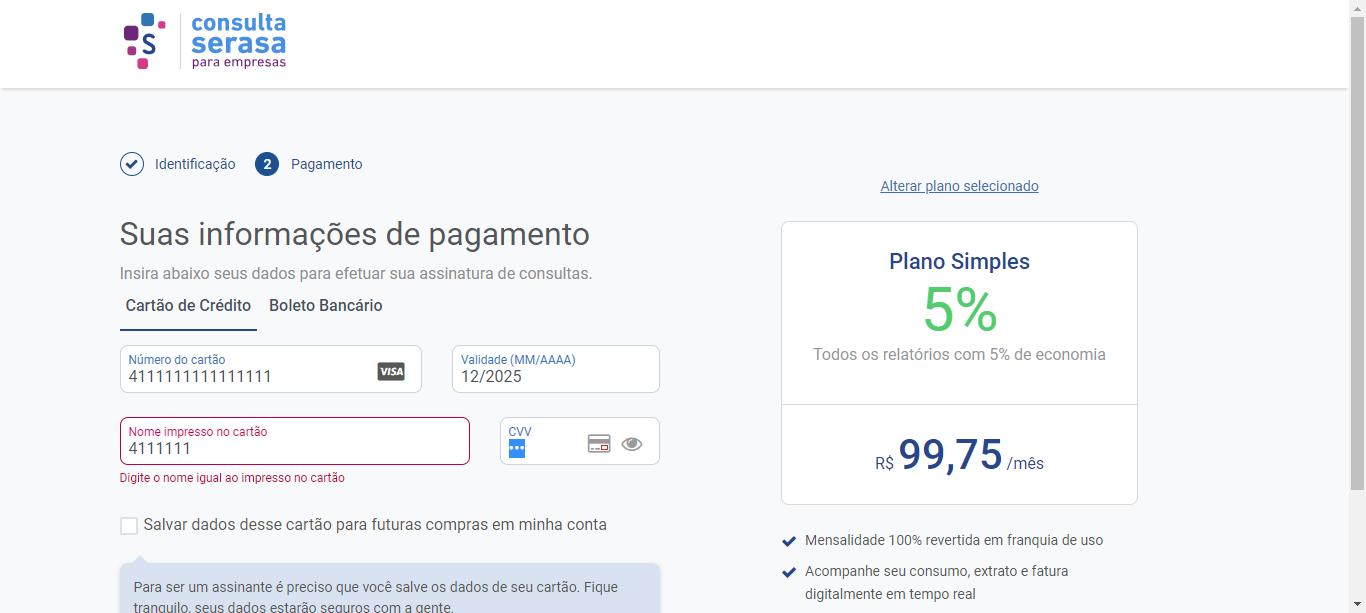 S
consulta
serasa
para empresas
Identificação
2 Pagamento
Suas informações de pagamento
Insira abaixo seus dados para efetuar sua assinatura de consultas.
Cartão de Crédito Boleto Bancário
Número do cartão
4111111111111111
VISA
Validade (MM/AAAA)
12/2025
Nome impresso no cartão
4111111
Digite o nome igual ao impresso no cartão
CVV
•••
Salvar dados desse cartão para futuras compras em minha conta
Para ser um assinante é preciso que você salve os dados de seu cartão. Fique
tranquilo, seus dados estarão seguros com a gente.
Alterar plano selecionado
Plano Simples
5%
Todos os relatórios com 5% de economia
R$ 99,75 /mês
Mensalidade 100% revertida em franquia de uso
Acompanhe seu consumo, extrato e fatura
digitalmente em tempo real